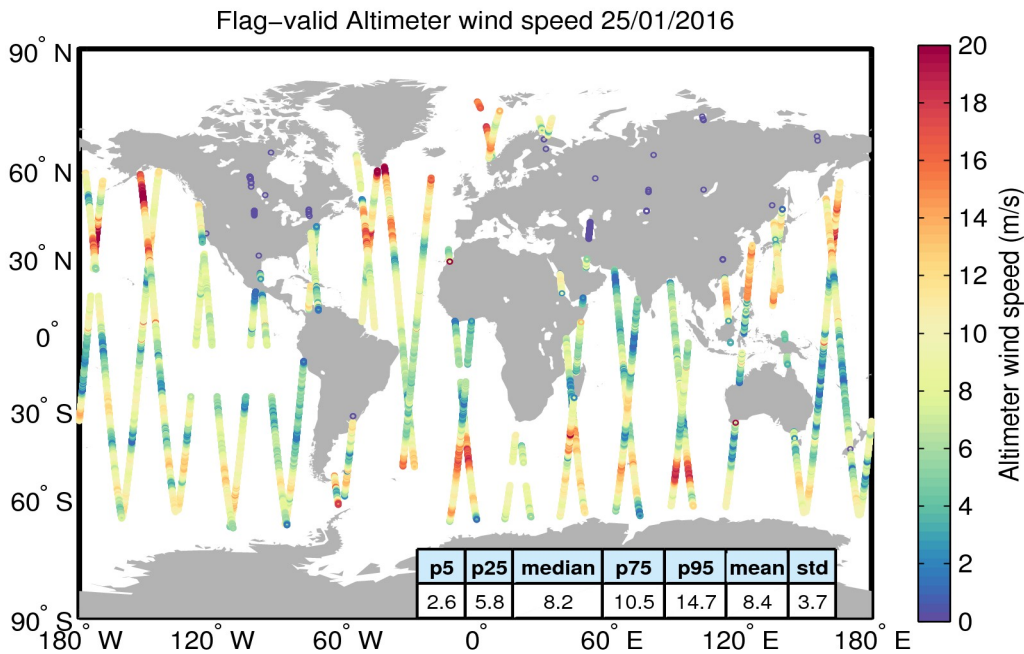 Flag−valid Altimeter wind speed 25/01/2016
90° N
60° N
30° N
0°
30° S
60° S
90° S
180° W
120° W
60° W
0°
60° E
120° E
180° E
p5 p25 median p75 p95 mean std
2.6 5.8 8.2 10.5 14.7 8.4 3.7
20
18
16
14
12
10
8
6
4
2
0
Altimeter wind speed (m/s)